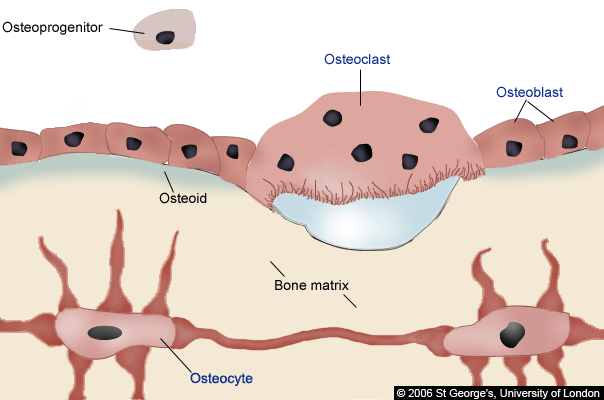 Osteoprogenitor
Osteoclast
Osteoblast
Osteoid
Bone matrix
Osteocyte
© 2006 St George's, University of London